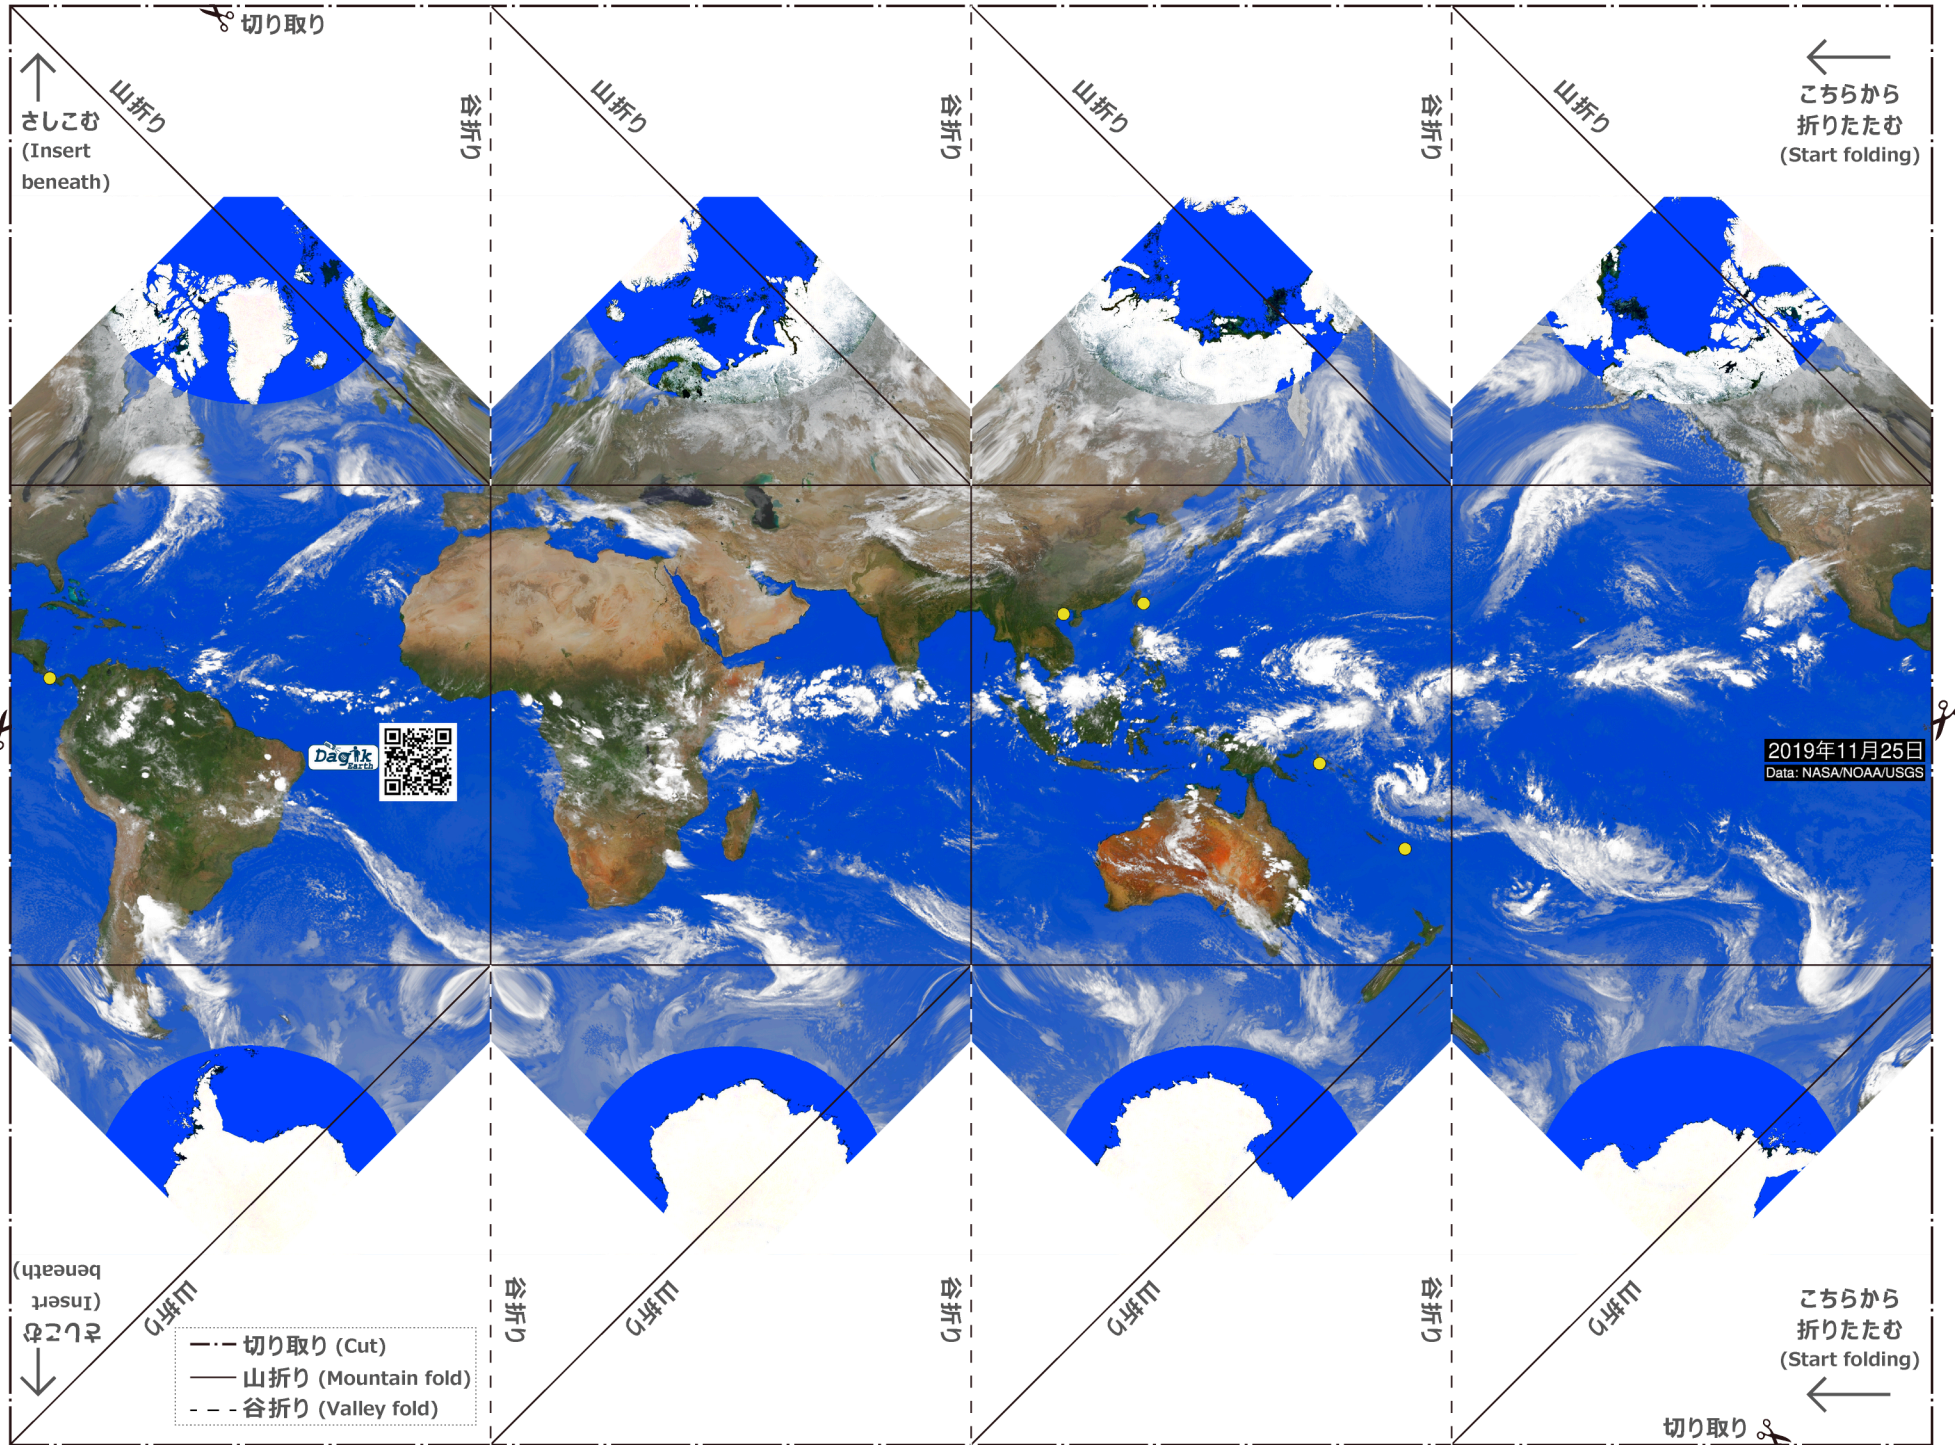 切り取り
さしこむ
(Insert
beneath)
山折り
谷折り
山折り
谷折り
山折り
谷折り
山折り
こちらから
折りたたむ
(Start folding)
Dagik
Earth
2019年11月25日
Data: NASA/NOAA/USGS
さしこむ
(Insert
beneath)
山折り
谷折り
山折り
谷折り
山折り
谷折り
山折り
こちらから
折りたたむ
(Start folding)
切り取り (Cut)
山折り (Mountain fold)
谷折り (Valley fold)
切り取り